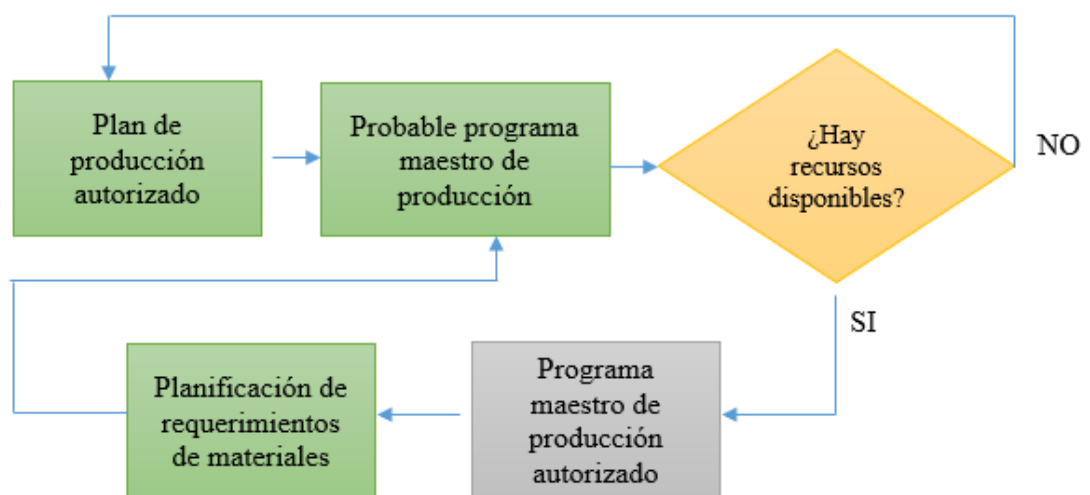 Plan de
producción
autorizado
Probable programa
maestro de
producción
¿Hay
recursos
disponibles?
NO
SI
Programa
maestro de
producción
autorizado
Planificación de
requerimientos
de materiales